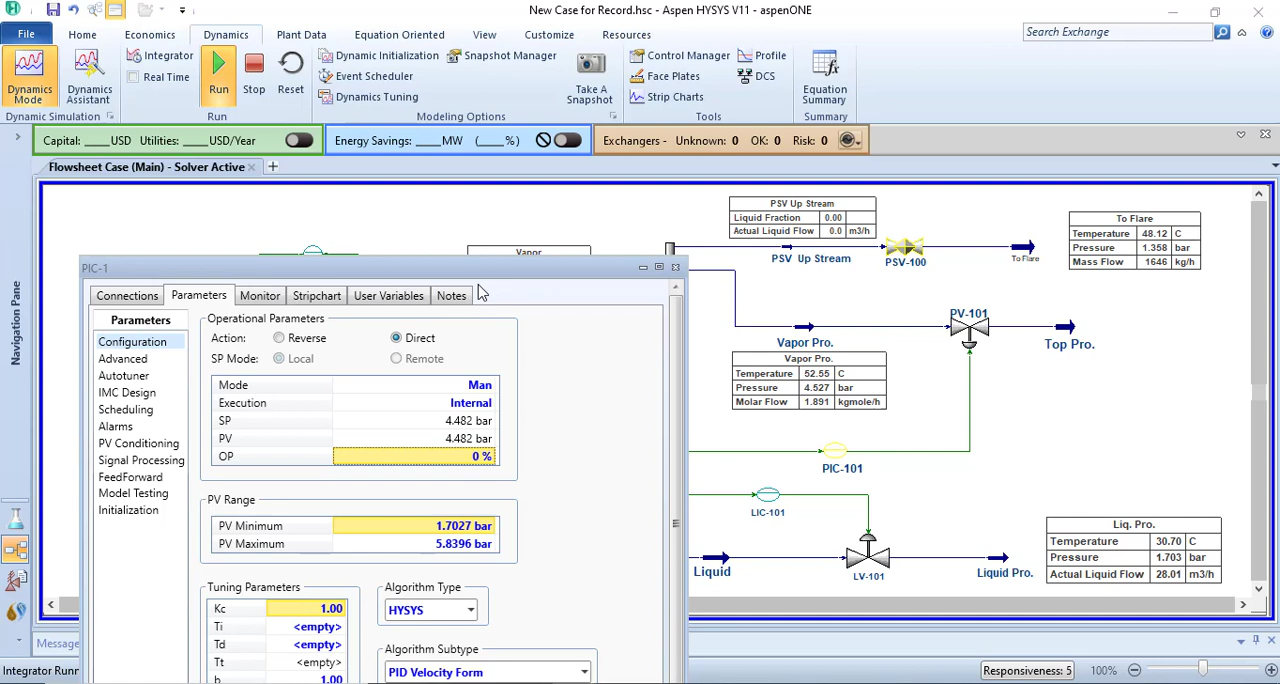 New Case for Record.hsc - Aspen HYSYS V11 - aspenONE
File Home Economics Dynamics Plant Data Equation Oriented View Customize Resources
Search Exchange
Dynamics Mode
Dynamics Assistant
Integrator
Real Time
Run
Stop
Reset
Dynamic Initialization
Event Scheduler
Dynamics Tuning
Snapshot Manager
Take A Snapshot
Control Manager
Face Plates
Strip Charts
Profile
DCS
Equation Summary
Dynamic Simulation Run Modeling Options Tools Summary
Capital: ____ USD Utilities: ____ USD/Year
Energy Savings: ____ MW (____ %)
Exchangers - Unknown: 0 OK: 0 Risk: 0
Flowsheet Case (Main) - Solver Active
Navigation Pane
PSV Up Stream
Liquid Fraction 0.00
Actual Liquid Flow 0.0 m3/h
PSV Up Stream
PSV-100
To Flare
To Flare
Temperature 48.12 C
Pressure 1.358 bar
Mass Flow 1646 kg/h
Vapor
PV-101
Vapor Pro.
Top Pro.
Vapor Pro.
Temperature 52.55 C
Pressure 4.527 bar
Molar Flow 1.891 kgmole/h
PIC-101
LIC-101
Liquid
LV-101
Liquid Pro.
Liq. Pro.
Temperature 30.70 C
Pressure 1.703 bar
Actual Liquid Flow 28.01 m3/h
PIC-1
Connections Parameters Monitor Stripchart User Variables Notes
Parameters
Configuration
Advanced
Autotuner
IMC Design
Scheduling
Alarms
PV Conditioning
Signal Processing
FeedForward
Model Testing
Initialization
Operational Parameters
Action: Reverse Direct
SP Mode: Local Remote
Mode Man
Execution Internal
SP 4.482 bar
PV 4.482 bar
OP 0 %
PV Range
PV Minimum 1.7027 bar
PV Maximum 5.8396 bar
Tuning Parameters
Kc 1.00
Ti <empty>
Td <empty>
Tt <empty>
b 1.00
Algorithm Type
HYSYS
Algorithm Subtype
PID Velocity Form
Message
Integrator Runn
Responsiveness: 5 100%